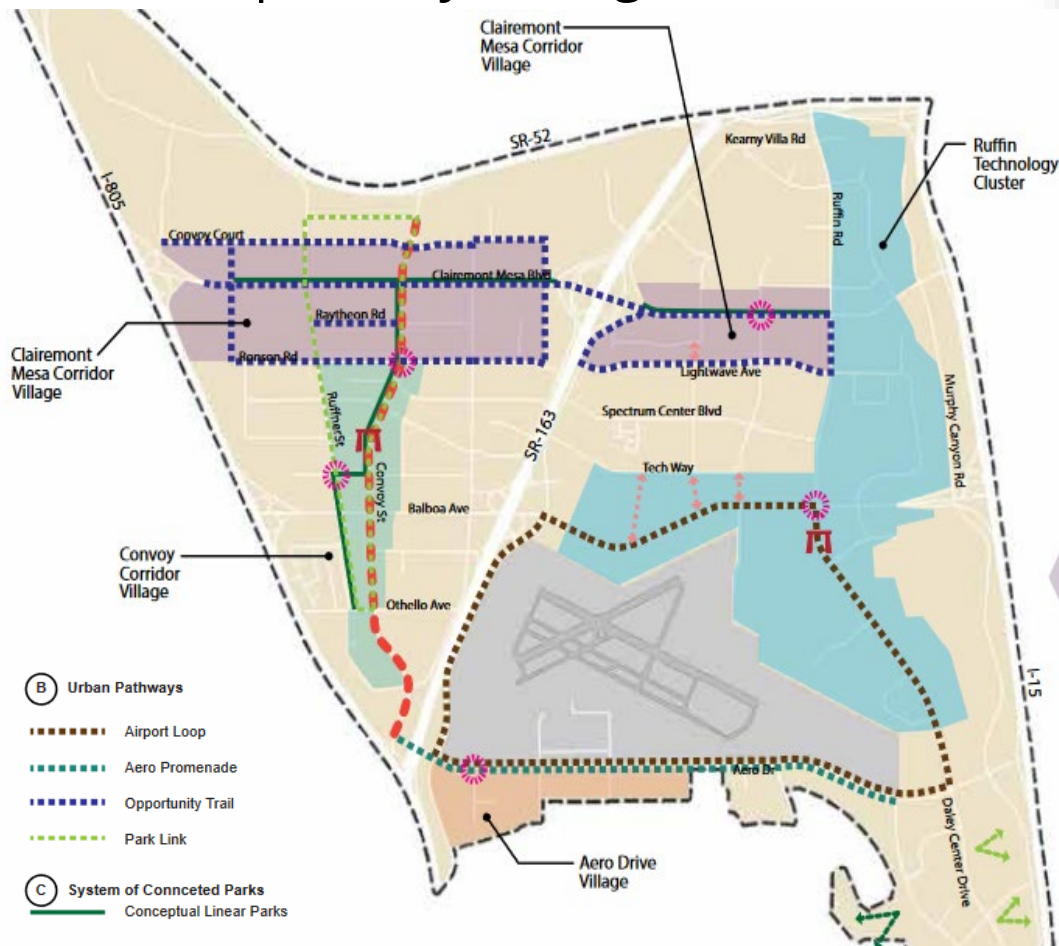 Clairemont
Mesa Corridor
Village
SR-52
Kearny Villa Rd
Ruffin
Technology
Cluster
I-805
Ruffin Rd
Convoy Court
Clairemont Mesa Blvd
Raytheon Rd
Clairemont
Mesa Corridor
Village
Ronson Rd
Lightwave Ave
Murphy Canyon Rd
Ruffner St
Spectrum Center Blvd
SR-163
Tech Way
Convoy St
Balboa Ave
Convoy
Corridor
Village
Othello Ave
I-15
B Urban Pathways
Airport Loop
Aero Promenade
Aero Dr
Opportunity Trail
Daley Center Drive
Park Link
Aero Drive
Village
C System of Connceted Parks
Conceptual Linear Parks